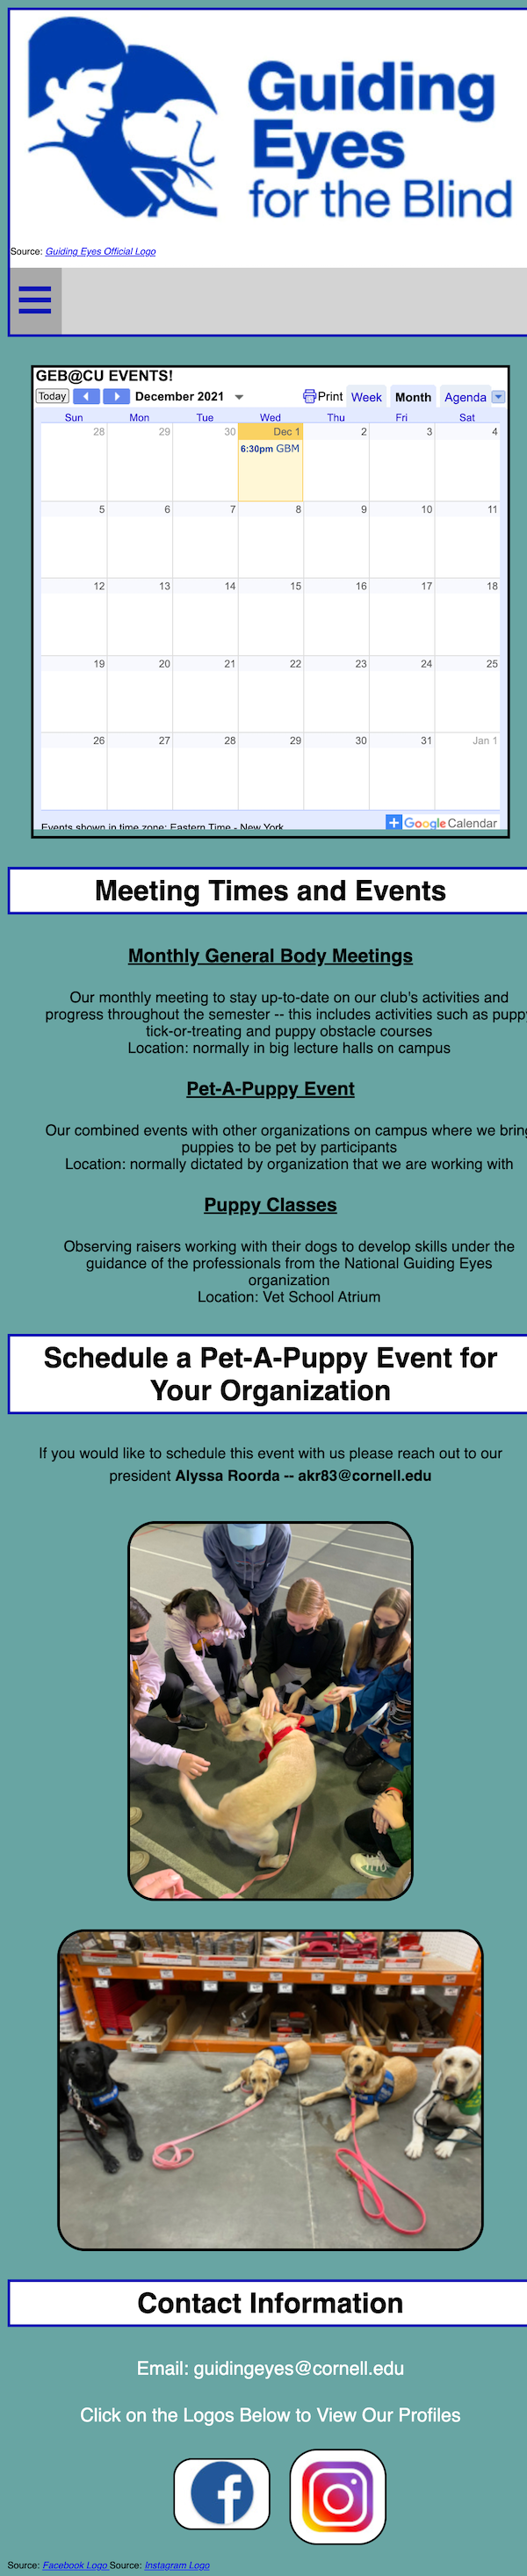 Guiding
Eyes
for the Blind
Source: Guiding Eyes Official Logo
GEB@CU EVENTS!
Today December 2021 Print Week Month Agenda
Sun Mon Tue Wed Thu Fri Sat
28 29 30 Dec 1 2 3 4
6:30pm GBM
5 6 7 8 9 10 11
12 13 14 15 16 17 18
19 20 21 22 23 24 25
26 27 28 29 30 31 Jan 1
Events shown in time zone: Eastern Time - New York
Google Calendar
Meeting Times and Events
Monthly General Body Meetings
Our monthly meeting to stay up-to-date on our club's activities and
progress throughout the semester -- this includes activities such as puppy
tick-or-treating and puppy obstacle courses
Location: normally in big lecture halls on campus
Pet-A-Puppy Event
Our combined events with other organizations on campus where we bring
puppies to be pet by participants
Location: normally dictated by organization that we are working with
Puppy Classes
Observing raisers working with their dogs to develop skills under the
guidance of the professionals from the National Guiding Eyes
organization
Location: Vet School Atrium
Schedule a Pet-A-Puppy Event for
Your Organization
If you would like to schedule this event with us please reach out to our
president Alyssa Roorda -- akr83@cornell.edu
Contact Information
Email: guidingeyes@cornell.edu
Click on the Logos Below to View Our Profiles
Source: Facebook Logo Source: Instagram Logo